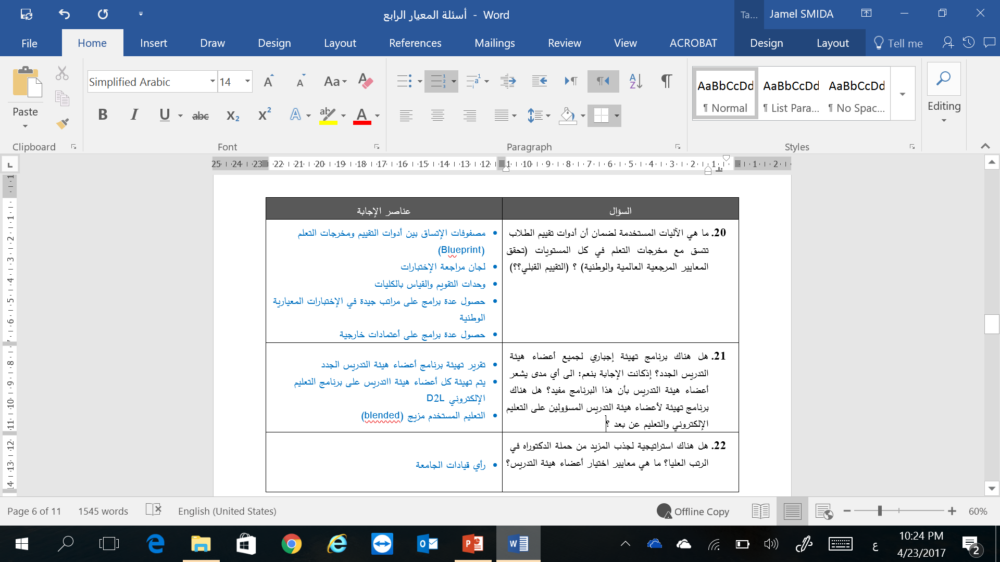 أسئلة المعيار الرابع - Word
Ta...
Jamel SMIDA
File
Home
Insert
Draw
Design
Layout
References
Mailings
Review
View
ACROBAT
Design
Layout
Tell me
Paste
Clipboard
Simplified Arabic
14
Font
Paragraph
AaBbCcDd
AaBbCcDd
AaBbCcDd
¶ Normal
¶ List Para...
¶ No Spac...
Styles
Editing
السؤال
عناصر الإجابة
20. ما هي الآليات المستخدمة لضمان أن أدوات تقييم الطلاب
تتسق مع مخرجات التعلم في كل المستويات (تحقق
المعايير المرجعية العالمية والوطنية) ؟ (التقييم القبلي؟؟)
• مصفوفات الإتساق بين أدوات التقييم ومخرجات التعلم
(Blueprint)
• لجان مراجعة الإختبارات
• وحدات التقويم والقياس بالكليات
• حصول عدة برامج على مراتب جيدة في الإختبارات المعيارية
الوطنية
• حصول عدة برامج على أعتمادات خارجية
21. هل هناك برنامج تهيئة إجباري لجميع أعضاء هيئة
التدريس الجدد؟ إذكانت الإجابة بنعم: الى أي مدى يشعر
أعضاء هيئة التدريس بأن هذا البرنامج مفيد؟ هل هناك
برنامج تهيئة لأعضاء هيئة التدريس المسؤولين على التعليم
الإلكتروني والتعليم عن بعد ؟
• تقرير تهيئة برنامج أعضاء هيئة التدريس الجدد
• يتم تهيئة كل أعضاء هيئة ااتدريس على برنامج التعليم
الإلكتروني D2L
• التعليم المستخدم مزيج (blended)
22. هل هناك استراتيجية لجذب المزيد من حملة الدكتوراه في
الرتب العليا؟ ما هي معايير اختيار أعضاء هيئة التدريس؟
• رأي قيادات الجامعة
Page 6 of 11
1545 words
English (United States)
Offline Copy
60%
ع
10:24 PM
4/23/2017
2